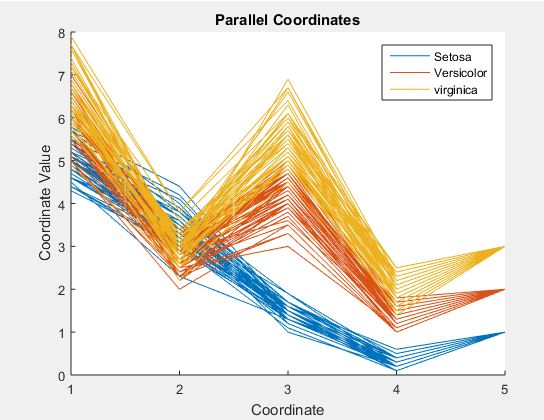 Parallel Coordinates
Setosa
Versicolor
virginica
8
7
6
5
4
3
2
1
0
Coordinate Value
1 2 3 4 5
Coordinate